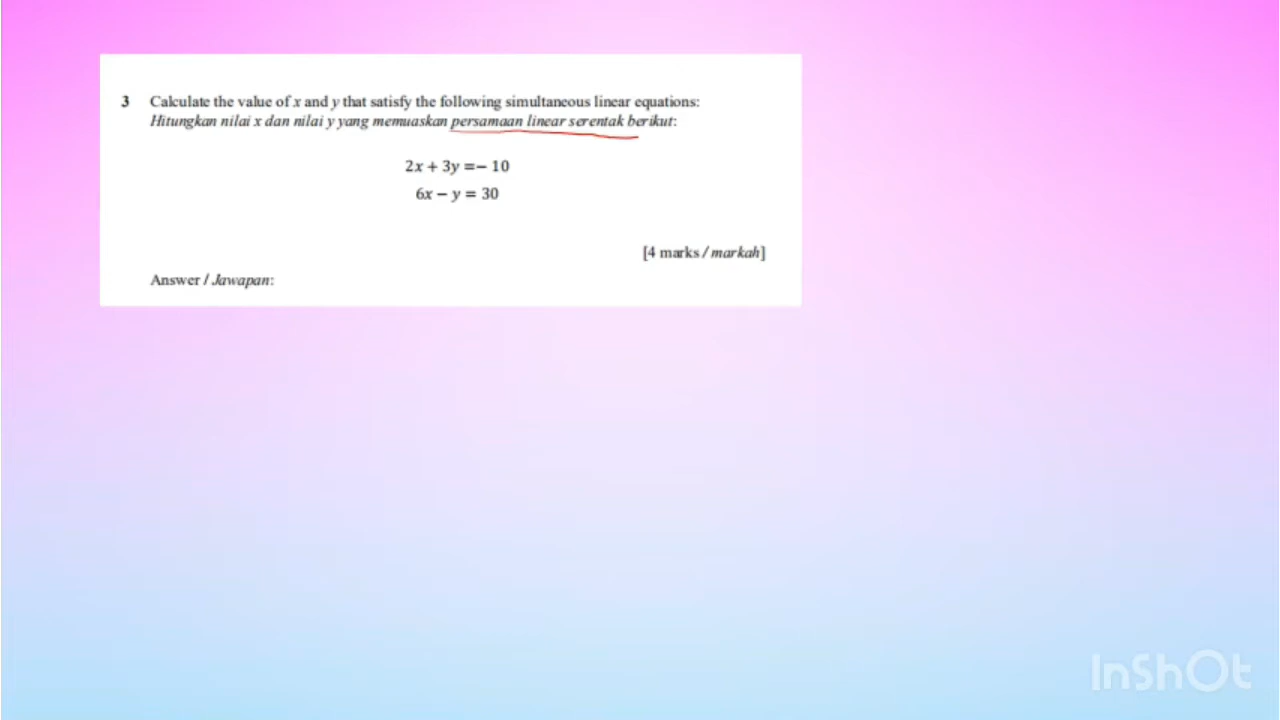 3 Calculate the value of x and y that satisfy the following simultaneous linear equations:
Hitungkan nilai x dan nilai y yang memuaskan persamaan linear serentak berikut:
2x + 3y =− 10
6x − y = 30
[4 marks / markah]
Answer / Jawapan:
InShOt